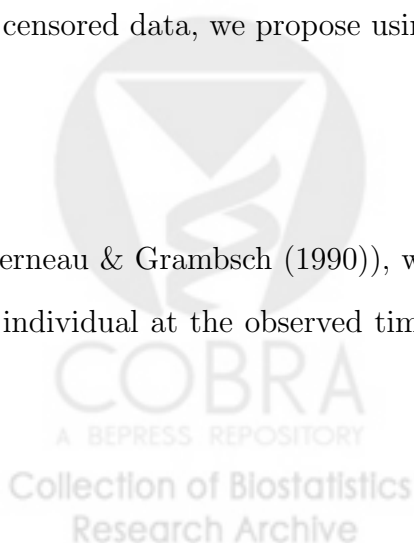 censored data, we propose usin
erneau & Grambsch (1990)), w
individual at the observed tim
COBRA
A BEPRESS REPOSITORY
Collection of Biostatistics
Research Archive